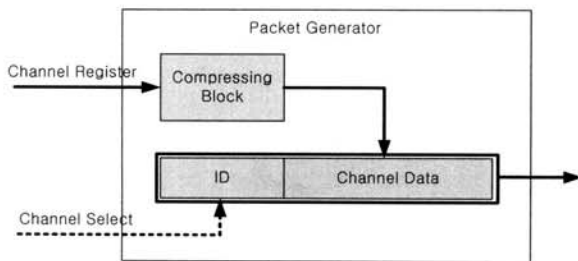 Packet Generator
Channel Register
Compressing
Block
ID
Channel Data
Channel Select